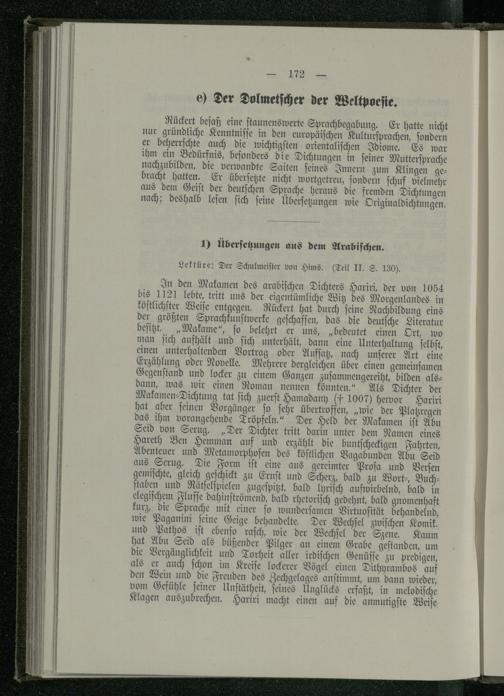 — 172 —
e) Der Dolmetscher der Weltpoesie.
Rückert besaß eine staunenswerte Sprachbegabung. Er hatte nicht
nur gründliche Kenntnisse in den europäischen Kultursprachen, sondern
er beherrschte auch die wichtigsten orientalischen Idiome. Es war
ihm ein Bedürfnis, besonders die Dichtungen in seiner Muttersprache
nachzubilden, die verwandte Saiten seines Innern zum Klingen ge-
bracht hatten. Er übersetzte nicht wortgetreu, sondern schuf vielmehr
aus dem Geist der deutschen Sprache heraus die fremden Dichtungen
nach; deshalb lesen sich seine Übersetzungen wie Originaldichtungen.
1) Übersetzungen aus dem Arabischen.
Lektüre: Der Schulmeister von Hims. (Teil II. S. 130).
In den Makamen des arabischen Dichters Hariri, der von 1054
bis 1121 lebte, tritt uns der eigentümliche Witz des Morgenlandes in
köstlichster Weise entgegen. Rückert hat durch seine Nachbildung eins
der größten Sprachkunstwerke geschaffen, das die deutsche Literatur
besitzt. „Makame“, so belehrt er uns, „bedeutet einen Ort, wo
man sich aufhält und sich unterhält, dann eine Unterhaltung selbst,
einen unterhaltenden Vortrag oder Aufsatz, nach unserer Art eine
Erzählung oder Novelle. Mehrere dergleichen über einen gemeinsamen
Gegenstand und locker zu einem Ganzen zusammengereiht, bilden als-
dann, was wir einen Roman nennen könnten.“ Als Dichter der
Makamen-Dichtung tat sich zuerst Hamadany († 1007) hervor Hariri
hat aber seinen Vorgänger so sehr übertroffen, „wie der Platzregen
das ihm vorangehende Tröpfeln.“ Der Held der Makamen ist Abu
Seid von Serug. „Der Dichter tritt darin unter dem Namen eines
Hareth Ben Hemman auf und erzählt die buntscheckigen Fahrten,
Abenteuer und Metamorphosen des köstlichen Vagabunden Abu Seid
aus Serug. Die Form ist eine aus gereimter Prosa und Versen
gemischte, gleich geschickt zu Ernst und Scherz, bald zu Wort-, Buch-
staben und Rätselspielen zugespitzt, bald lyrisch aufwirbelnd, bald in
elegischem Flusse dahinströmend, bald rhetorisch gedehnt, bald gnomenhaft
kurz, die Sprache mit einer so wundersamen Virtuosität behandelnd,
wie Paganini seine Geige behandelte. Der Wechsel zwischen Komik
und Pathos ist ebenso rasch, wie der Wechsel der Szene. Kaum
hat Abu Seid als büßender Pilger an einem Grabe gestanden, um
die Vergänglichkeit und Torheit aller irdischen Genüsse zu predigen,
als er auch schon im Kreise lockerer Vögel einen Dithyrambos auf
den Wein und die Freuden des Zechgelages anstimmt, um dann wieder,
vom Gefühle seiner Unstätheit, seines Unglücks erfaßt, in melodische
Klagen auszubrechen. Hariri macht einen auf die anmutigste Weise